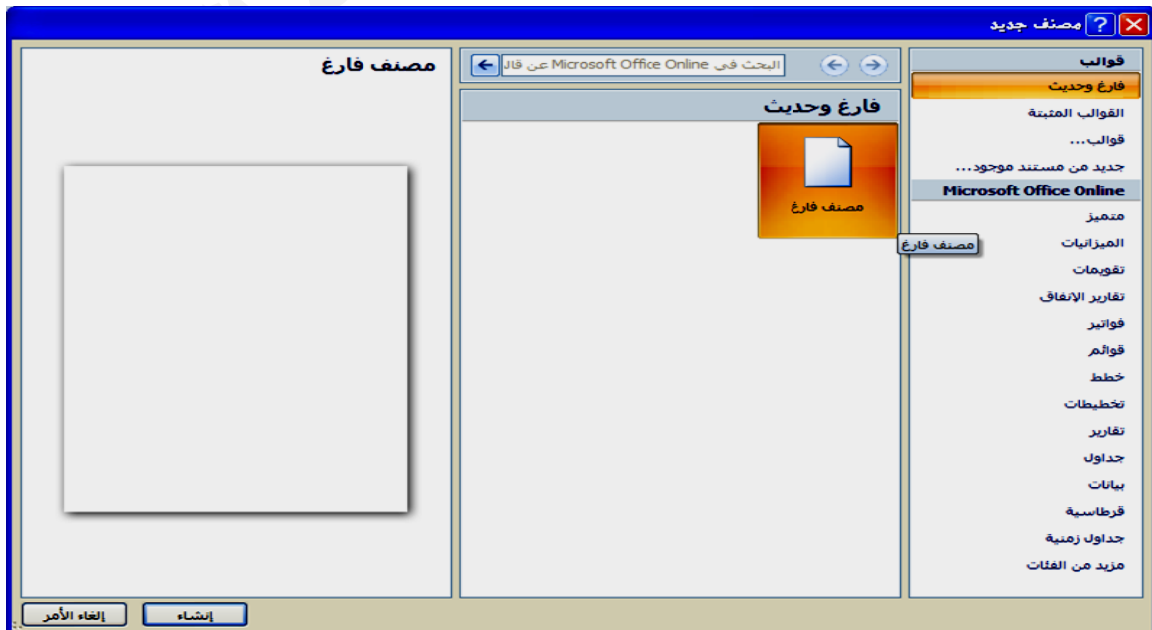 مصنف جديد
قوالب
فارغ وحديث
القوالب المثبتة
قوالب...
جديد من مستند موجود...
Microsoft Office Online
متميز
الميزانيات
تقويمات
تقارير الإنفاق
فواتير
قوائم
خطط
تخطيطات
تقارير
جداول
بيانات
قرطاسية
جداول زمنية
مزيد من الفئات
البحث في Microsoft Office Online عن قال
فارغ وحديث
مصنف فارغ
مصنف فارغ
مصنف فارغ
إنشاء
إلغاء الأمر